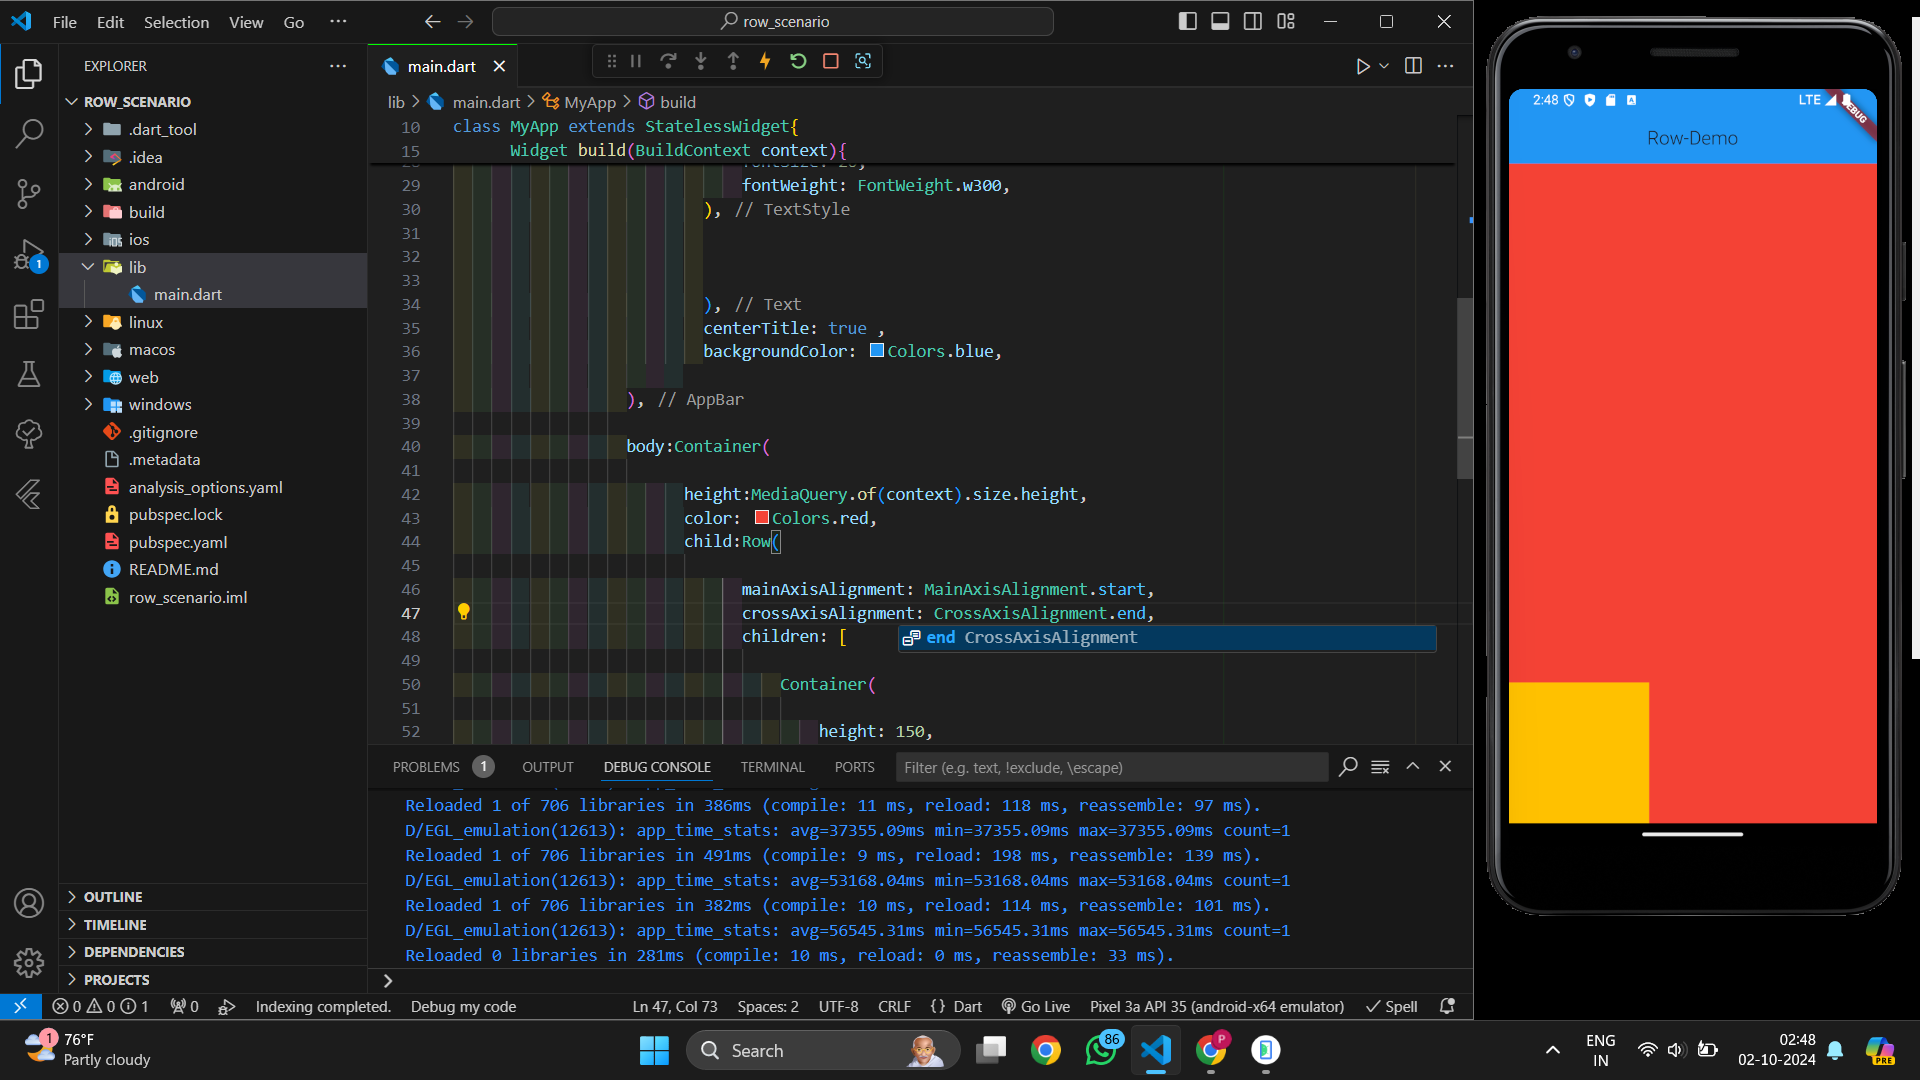 File Edit Selection View Go ···
row_scenario
EXPLORER
ROW_SCENARIO
.dart_tool
.idea
android
build
ios
lib
main.dart
linux
macos
web
windows
.gitignore
.metadata
analysis_options.yaml
pubspec.lock
pubspec.yaml
README.md
row_scenario.iml
OUTLINE
TIMELINE
DEPENDENCIES
PROJECTS
1
main.dart
lib > main.dart > MyApp > build
10 class MyApp extends StatelessWidget{
15 Widget build(BuildContext context){
29 fontWeight: FontWeight.w300,
30 ), // TextStyle
31
32
33
34 ), // Text
35 centerTitle: true ,
36 backgroundColor: Colors.blue,
37
38 ), // AppBar
39
40 body:Container(
41
42 height:MediaQuery.of(context).size.height,
43 color: Colors.red,
44 child:Row(
45
46 mainAxisAlignment: MainAxisAlignment.start,
47 crossAxisAlignment: CrossAxisAlignment.end,
48 children: [
end CrossAxisAlignment
49
50 Container(
51
52 height: 150,
PROBLEMS 1 OUTPUT DEBUG CONSOLE TERMINAL PORTS Filter (e.g. text, !exclude, \escape)
Reloaded 1 of 706 libraries in 386ms (compile: 11 ms, reload: 118 ms, reassemble: 97 ms).
D/EGL_emulation(12613): app_time_stats: avg=37355.09ms min=37355.09ms max=37355.09ms count=1
Reloaded 1 of 706 libraries in 491ms (compile: 9 ms, reload: 198 ms, reassemble: 139 ms).
D/EGL_emulation(12613): app_time_stats: avg=53168.04ms min=53168.04ms max=53168.04ms count=1
Reloaded 1 of 706 libraries in 382ms (compile: 10 ms, reload: 114 ms, reassemble: 101 ms).
D/EGL_emulation(12613): app_time_stats: avg=56545.31ms min=56545.31ms max=56545.31ms count=1
Reloaded 0 libraries in 281ms (compile: 10 ms, reload: 0 ms, reassemble: 33 ms).
0 0 1 0 Indexing completed. Debug my code Ln 47, Col 73 Spaces: 2 UTF-8 CRLF {} Dart Go Live Pixel 3a API 35 (android-x64 emulator) Spell
2:48 A LTE
DEBUG
Row-Demo
1 76°F
Partly cloudy
Search
86
P
ENG
IN
02:48
02-10-2024
PRE